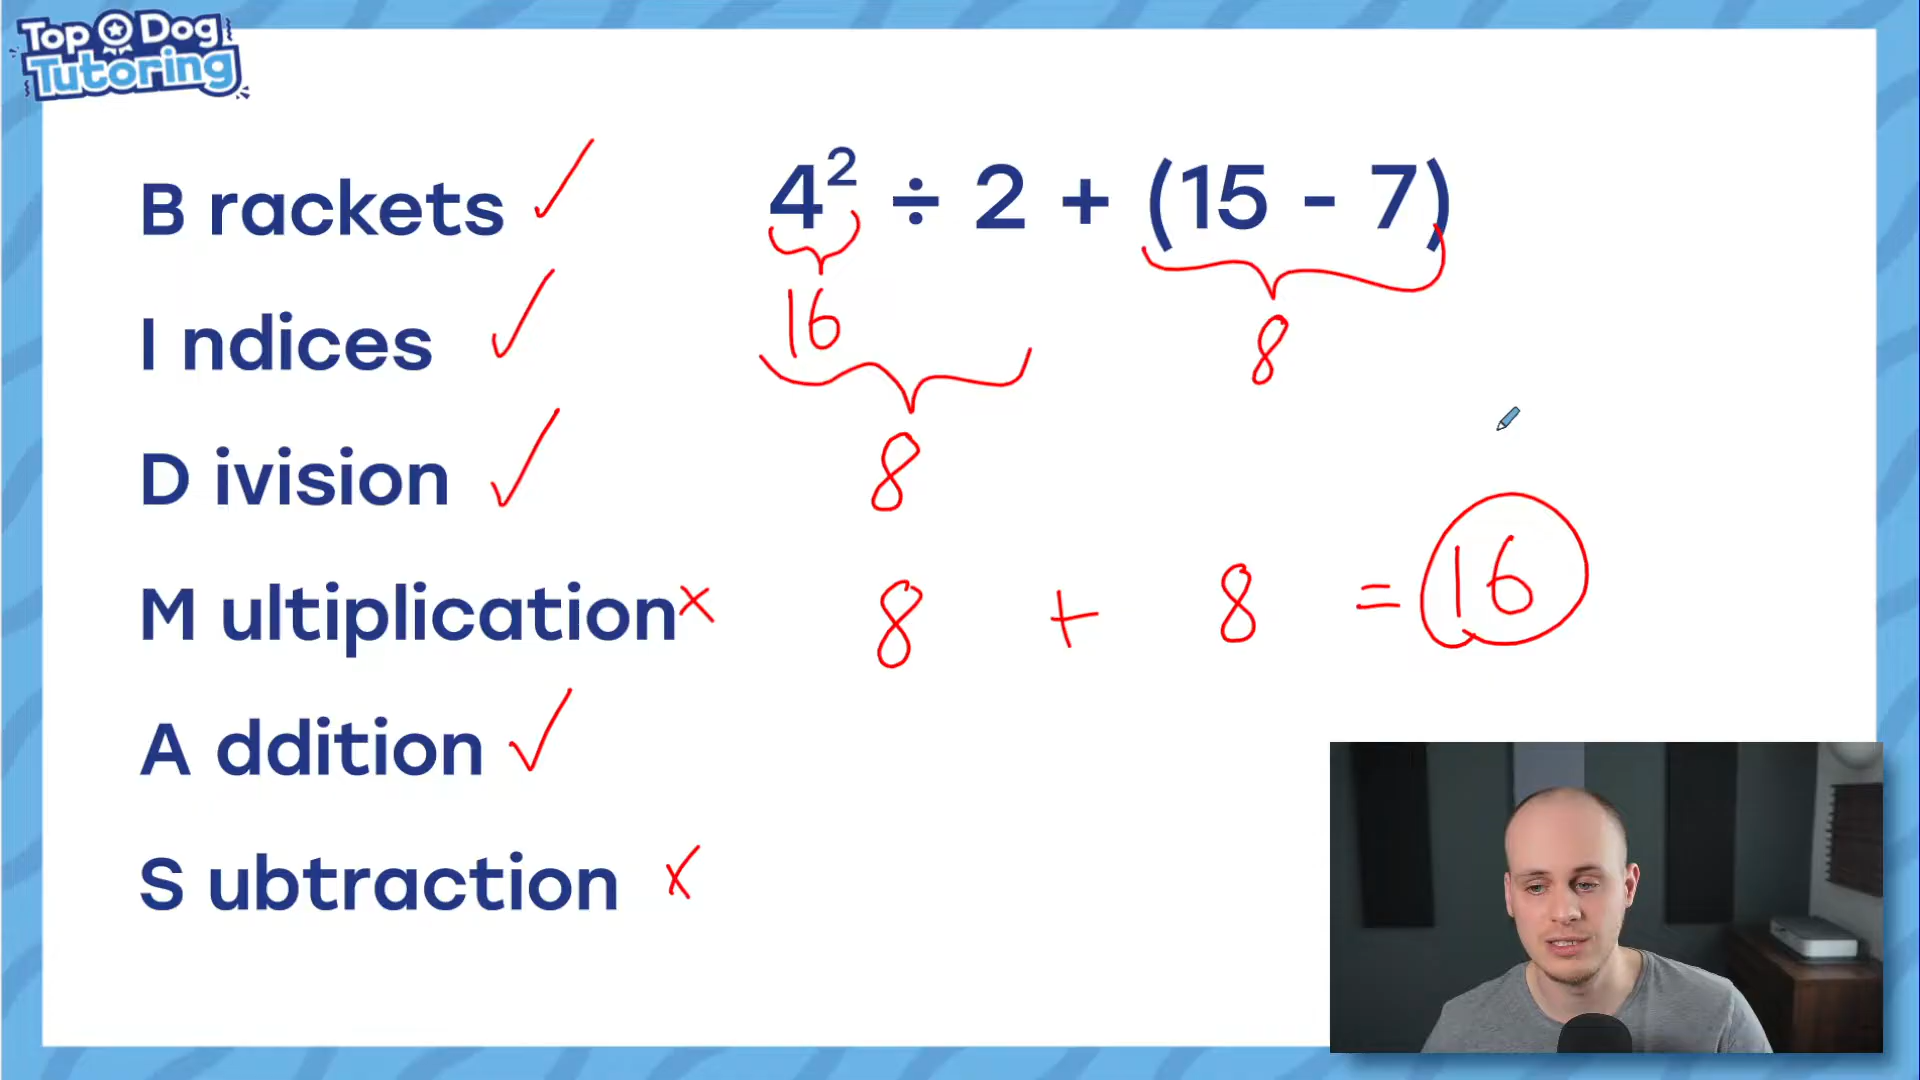 Top Dog
Tutoring
B rackets ✓
4² ÷ 2 + (15 - 7)
16
8
I ndices ✓
D ivision ✓
8
M ultiplication x
8 + 8 = 16
A ddition ✓
S ubtraction x